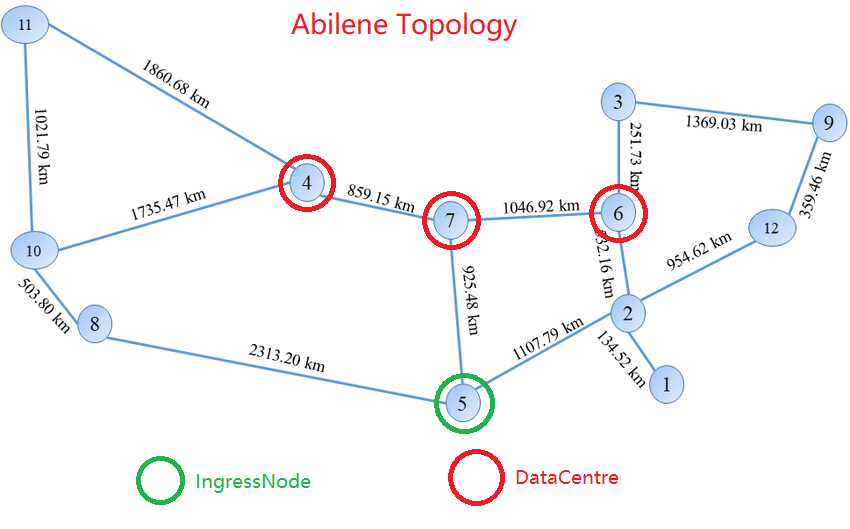 Abilene Topology
11
1860.68 km
3
1369.03 km
9
1021.79 km
251.73 km
359.46 km
4
1735.47 km
859.15 km
7
1046.92 km
6
12
10
km
954.62 km
503.80 km
8
925.48 km
2
1107.79 km
134.52 km
2313.20 km
1
5
IngressNode
DataCentre